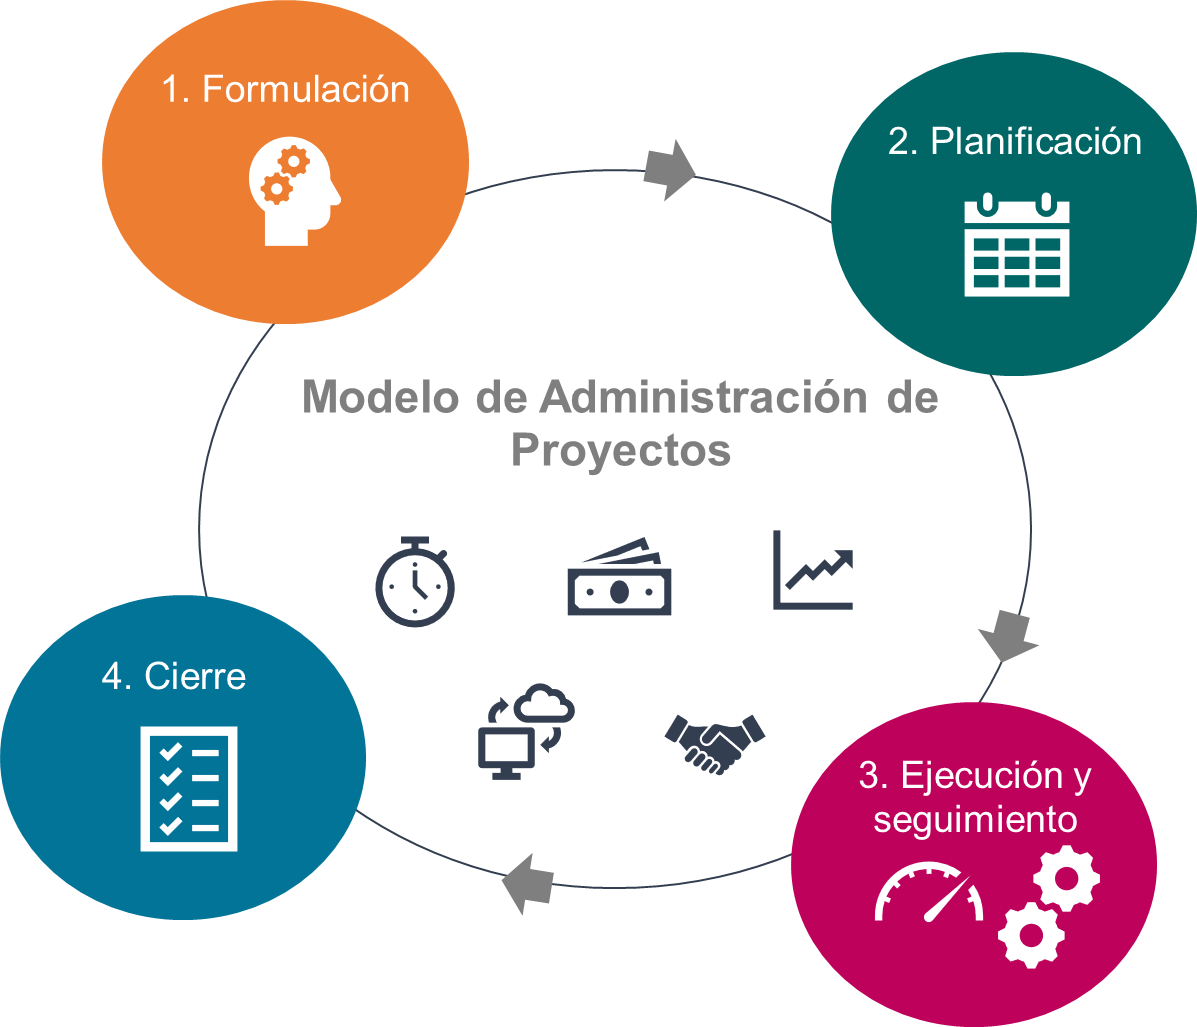 1. Formulación
2. Planificación
Modelo de Administración de
Proyectos
4. Cierre
3. Ejecución y
seguimiento